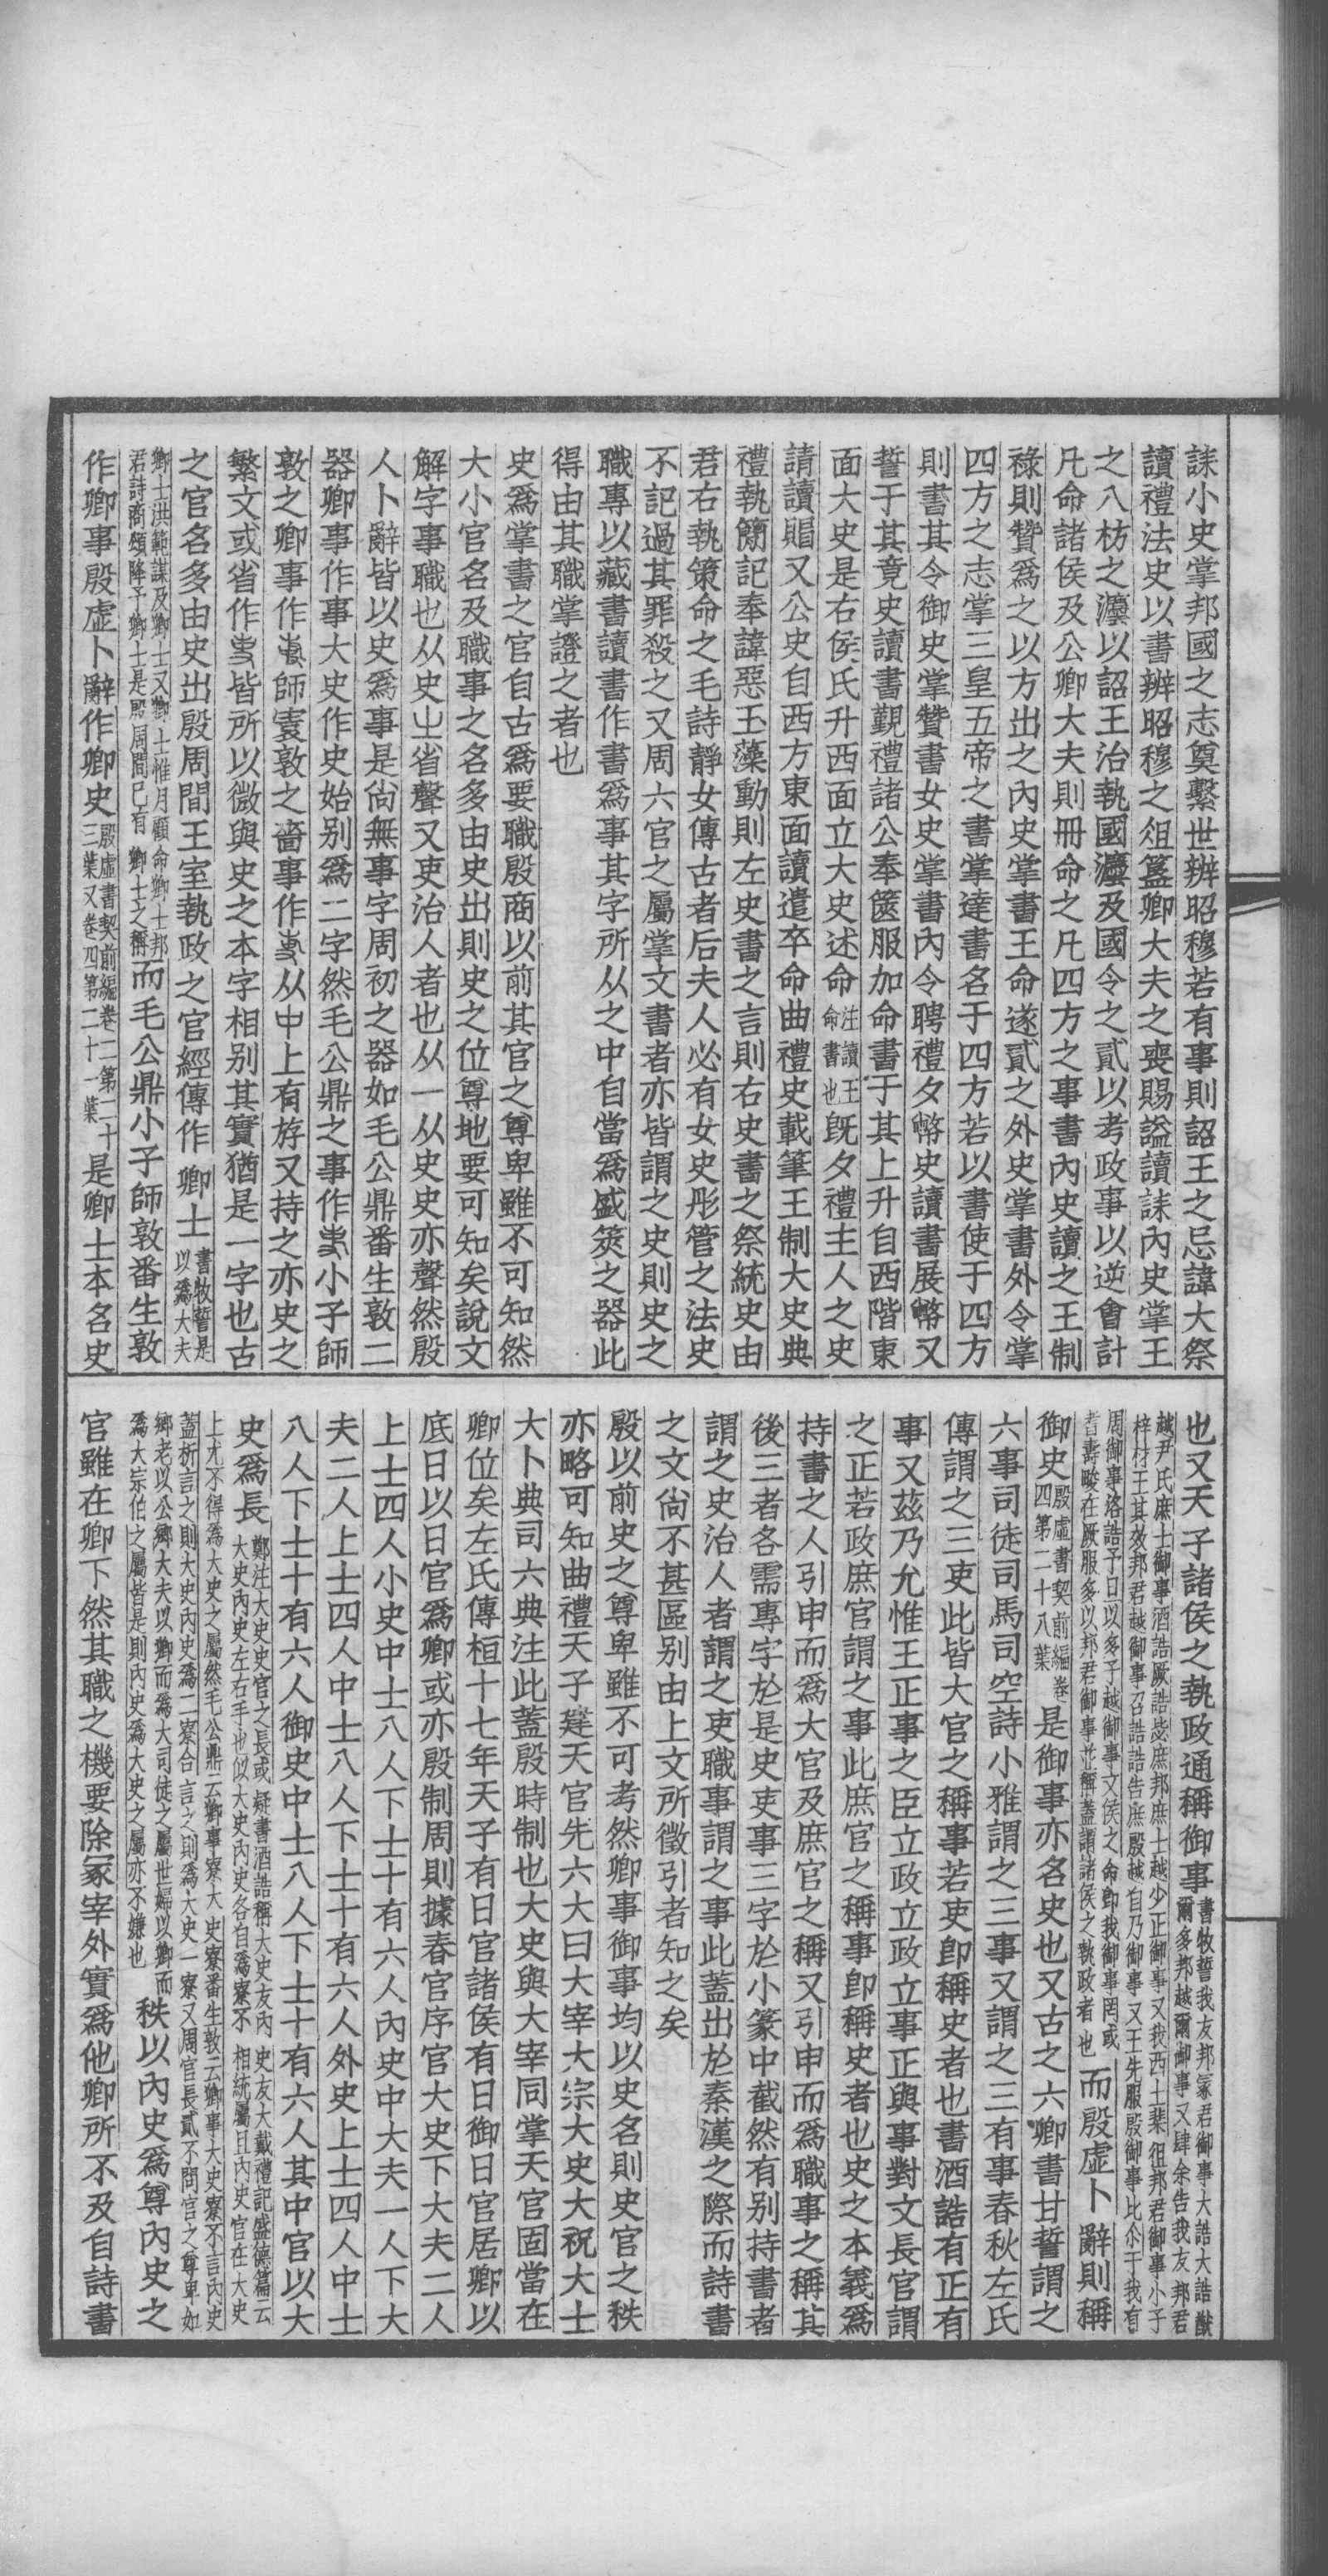 誄小史掌邦國之志奠繫世辨昭穆若有事則詔王之忌諱大祭
讀禮法史以書辨昭穆之俎簋卿大夫之喪賜謚讀誄內史掌王
之八枋之灋以詔王治執國灋及國令之貳以考政事以逆會計
凡命諸侯及公卿大夫則冊命之凡四方之事書內史讀之王制
祿則贊爲之以方出之內史掌書王命遂貳之外史掌書外令掌
四方之志掌三皇五帝之書掌達書名于四方若以書使于四方
則書其令御史掌贊書女史掌書內令聘禮夕幣史讀書展幣又
誓于其竟史讀書覲禮諸公奉篋服加命書于其上升自西階東
面大史是右侯氏升西面立大史述命注讀王命書也既夕禮主人之史
請讀賵又公史自西方東面讀遣卒命曲禮史載筆王制大史典
禮執簡記奉諱惡玉藻動則左史書之言則右史書之祭統史由
君右執策命之毛詩靜女傳古者后夫人必有女史彤管之法史
不記過其罪殺之又周六官之屬掌文書者亦皆謂之史則史之
職專以藏書讀書作書爲事其字所从之中自當爲盛筴之器此
得由其職掌證之者也
史爲掌書之官自古爲要職殷商以前其官之尊卑雖不可知然
大小官名及職事之名多由史出則史之位尊地要可知矣說文
解字事職也从史㞢省聲又吏治人者也从一从史史亦聲然殷
人卜辭皆以史爲事是尚無事字周初之器如毛公鼎番生敦二
器卿事作事大史作史始別爲二字然毛公鼎之事作小子師
敦之卿事作師㝨敦之嗇事作从中上有斿又持之亦史之
繁文或省作皆所以微與史之本字相別其實猶是一字也古
之官名多由史出殷周間王室執政之官經傳作卿士書牧誓是以爲大夫
卿士洪範謀及卿士又卿士惟月顧命卿士邦君詩商頌降予卿士是殷周間已有卿士之稱而毛公鼎小子師敦番生敦
作卿事殷虛卜辭作卿史殷虛書契前編卷二第二十三葉又卷四第二十一葉是卿士本名史
也又天子諸侯之執政通稱御事書牧誓我友邦冢君御事大誥大誥猷爾多邦越爾御事又肆余告我友邦君
越尹氏庶士御事酒誥厥誥毖庶邦庶士越少正御事又我西土棐徂邦君御事小子梓材王其效邦君越御事召誥誥告庶殷越自乃御事又王先服殷御事比介于我有
周御事洛誥予旦以多子越御事文侯之命即我御事罔或耆壽畯在厥服多以邦君御事並稱蓋謂諸侯之執政者也而殷虛卜辭則稱
御史殷虛書契前編卷四第二十八葉是御事亦名史也又古之六卿書甘誓謂之
六事司徒司馬司空詩小雅謂之三事又謂之三有事春秋左氏
傳謂之三吏此皆大官之稱事若吏即稱史者也書酒誥有正有
事又茲乃允惟王正事之臣立政立政立事正與事對文長官謂
之正若政庶官謂之事此庶官之稱事即稱史者也史之本義爲
持書之人引申而爲大官及庶官之稱又引申而爲職事之稱其
後三者各需專字於是史吏事三字於小篆中截然有別持書者
謂之史治人者謂之吏職事謂之事此蓋出於秦漢之際而詩書
之文尚不甚區別由上文所徵引者知之矣
殷以前史之尊卑雖不可考然卿事御事均以史名則史官之秩
亦略可知曲禮天子建天官先六大曰大宰大宗大史大祝大士
大卜典司六典注此蓋殷時制也大史與大宰同掌天官固當在
卿位矣左氏傳桓十七年天子有日官諸侯有日御日官居卿以
底日以日官爲卿或亦殷制周則據春官序官大史下大夫二人
上士四人小史中士八人下士十有六人內史中大夫一人下大
夫二人上士四人中士八人下士十有六人外史上士四人中士
八人下士十有六人御史中士八人下士十有六人其中官以大
史爲長鄭注大史史官之長或疑書酒誥稱大史友內史友大戴禮記盛德篇云大史內史左右手也似大史內史各自爲寮不相統屬且內史官在大史
上尤不得爲大史之屬然毛公鼎云卿事寮大史寮番生敦云卿事大史寮不言內史蓋析言之則大史內史爲二寮合言之則爲大史一寮又周官長貳不問官之尊卑如
鄉老以公鄉大夫以卿而爲大司徒之屬世婦以卿而爲大宗伯之屬皆是則內史爲大史之屬亦不嫌也秩以內史爲尊內史之
官雖在卿下然其職之機要除冢宰外實爲他卿所不及自詩書